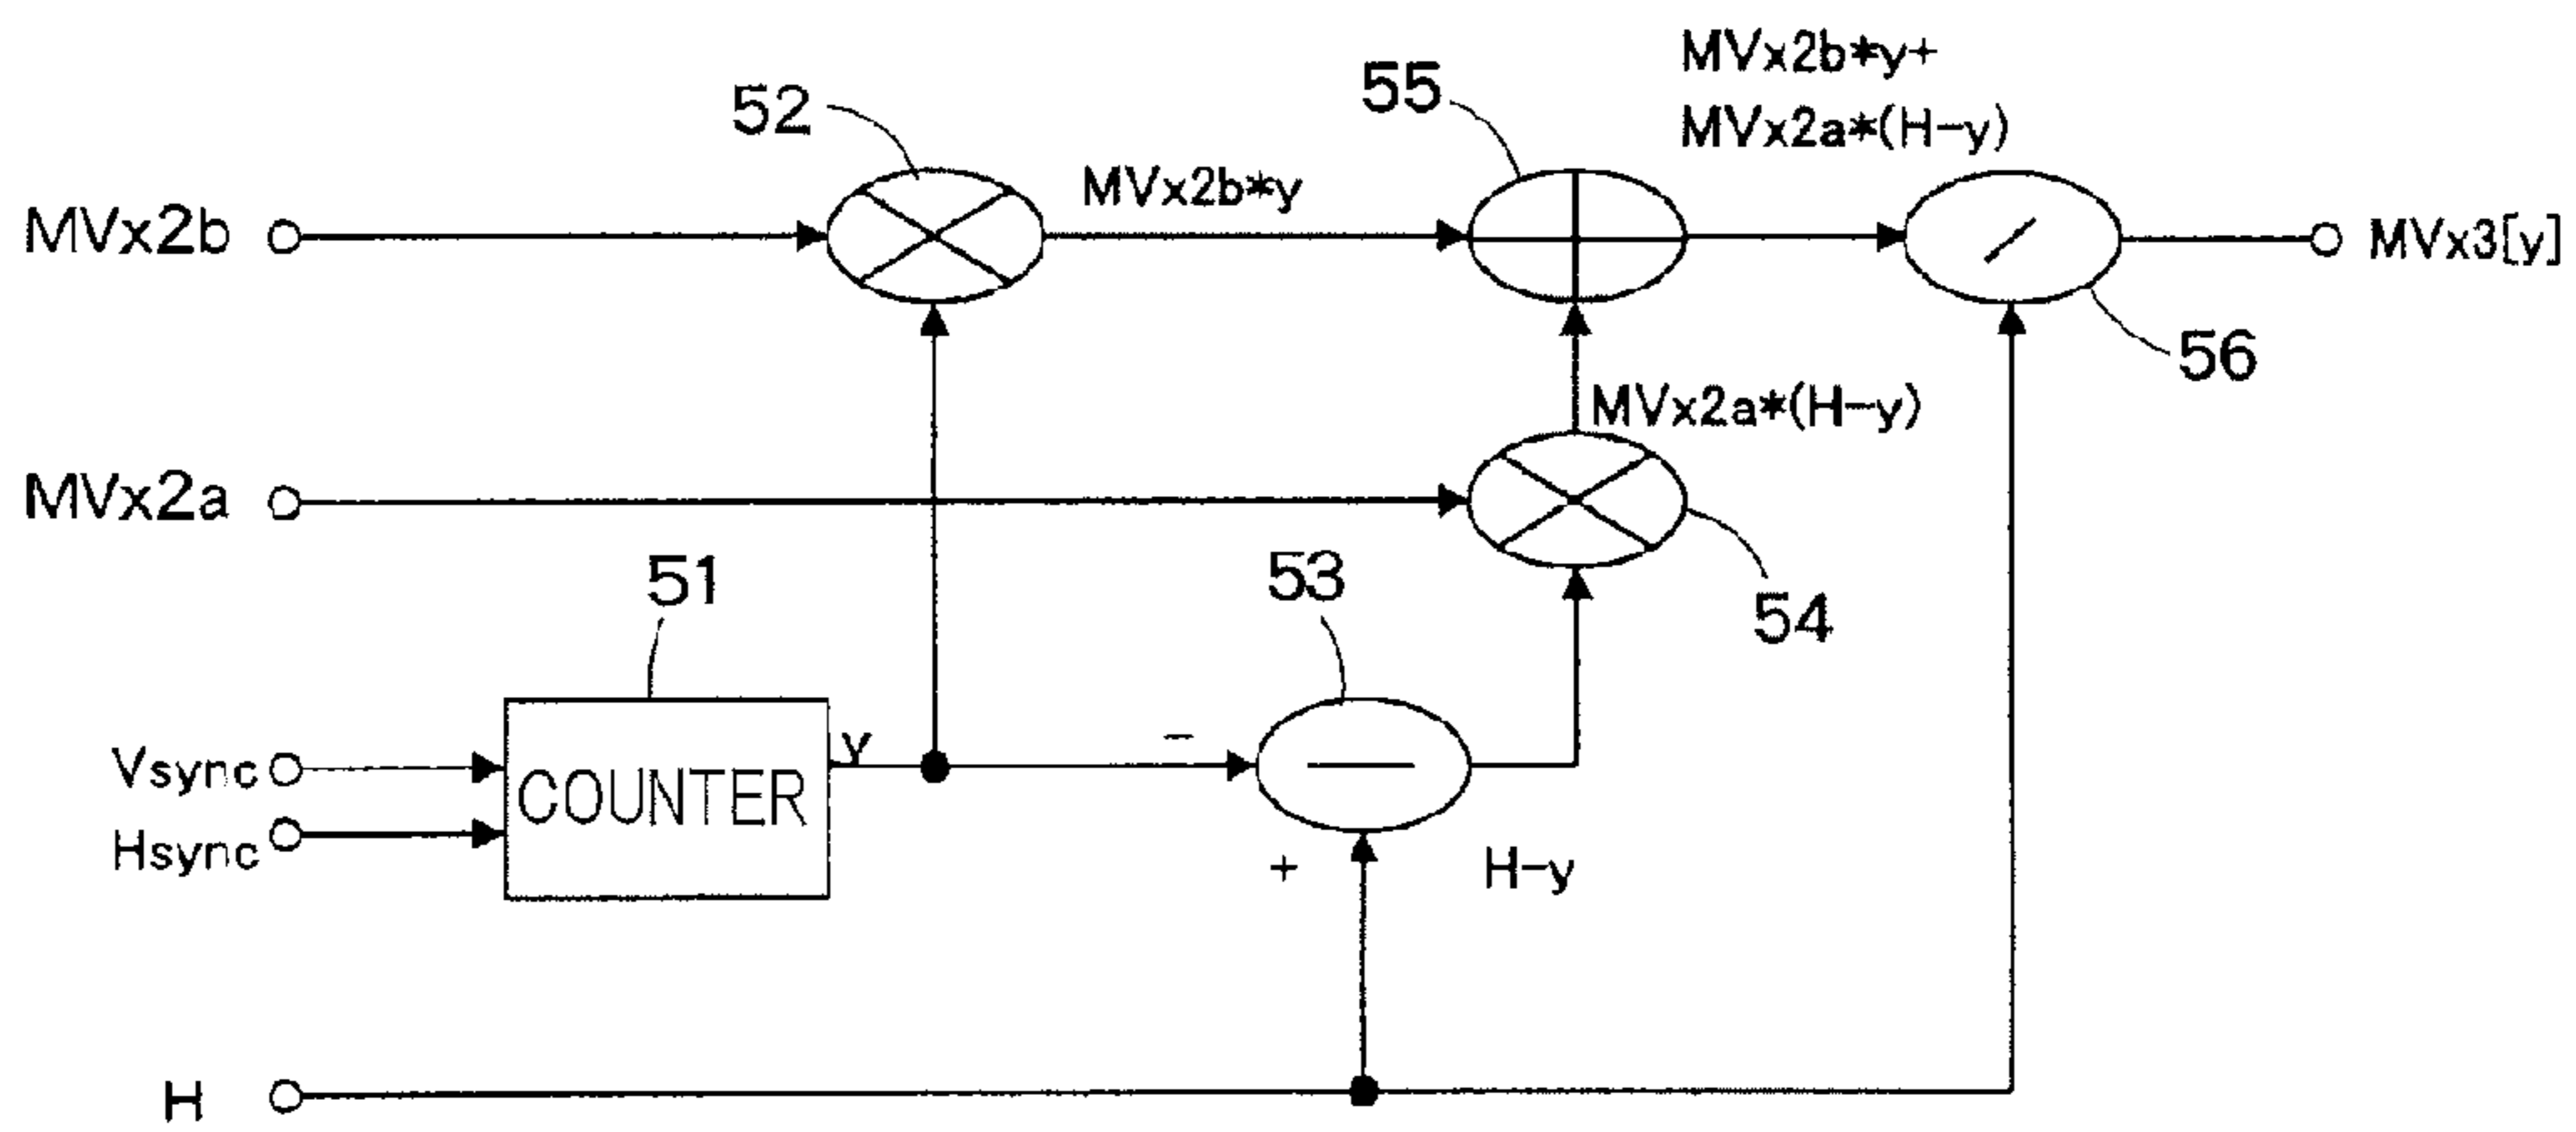 MVx2b*y+
55
52
MVx2a*(H-y)
MVx2b*y
MVx2b
MVx3[y]
56
MVx2a*(H-y)
MVx2a
53
51
54
y
-
Vsync
COUNTER
Hsync
+
H-y
H